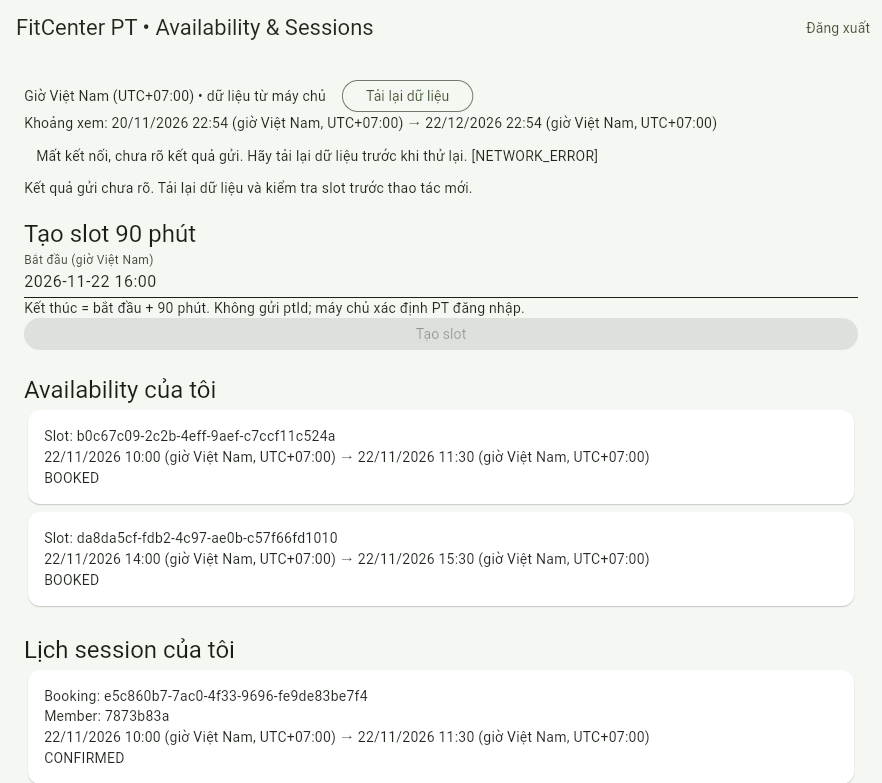 FitCenter PT • Availability & Sessions
Đăng xuất
Giờ Việt Nam (UTC+07:00) • dữ liệu từ máy chủ
Tải lại dữ liệu
Khoảng xem: 20/11/2026 22:54 (giờ Việt Nam, UTC+07:00) → 22/12/2026 22:54 (giờ Việt Nam, UTC+07:00)
Mất kết nối, chưa rõ kết quả gửi. Hãy tải lại dữ liệu trước khi thử lại. [NETWORK_ERROR]
Kết quả gửi chưa rõ. Tải lại dữ liệu và kiểm tra slot trước thao tác mới.
Tạo slot 90 phút
Bắt đầu (giờ Việt Nam)
2026-11-22 16:00
Kết thúc = bắt đầu + 90 phút. Không gửi ptId; máy chủ xác định PT đăng nhập.
Tạo slot
Availability của tôi
Slot: b0c67c09-2c2b-4eff-9aef-c7ccf11c524a
22/11/2026 10:00 (giờ Việt Nam, UTC+07:00) → 22/11/2026 11:30 (giờ Việt Nam, UTC+07:00)
BOOKED
Slot: da8da5cf-fdb2-4c97-ae0b-c57f66fd1010
22/11/2026 14:00 (giờ Việt Nam, UTC+07:00) → 22/11/2026 15:30 (giờ Việt Nam, UTC+07:00)
BOOKED
Lịch session của tôi
Booking: e5c860b7-7ac0-4f33-9696-fe9de83be7f4
Member: 7873b83a
22/11/2026 10:00 (giờ Việt Nam, UTC+07:00) → 22/11/2026 11:30 (giờ Việt Nam, UTC+07:00)
CONFIRMED